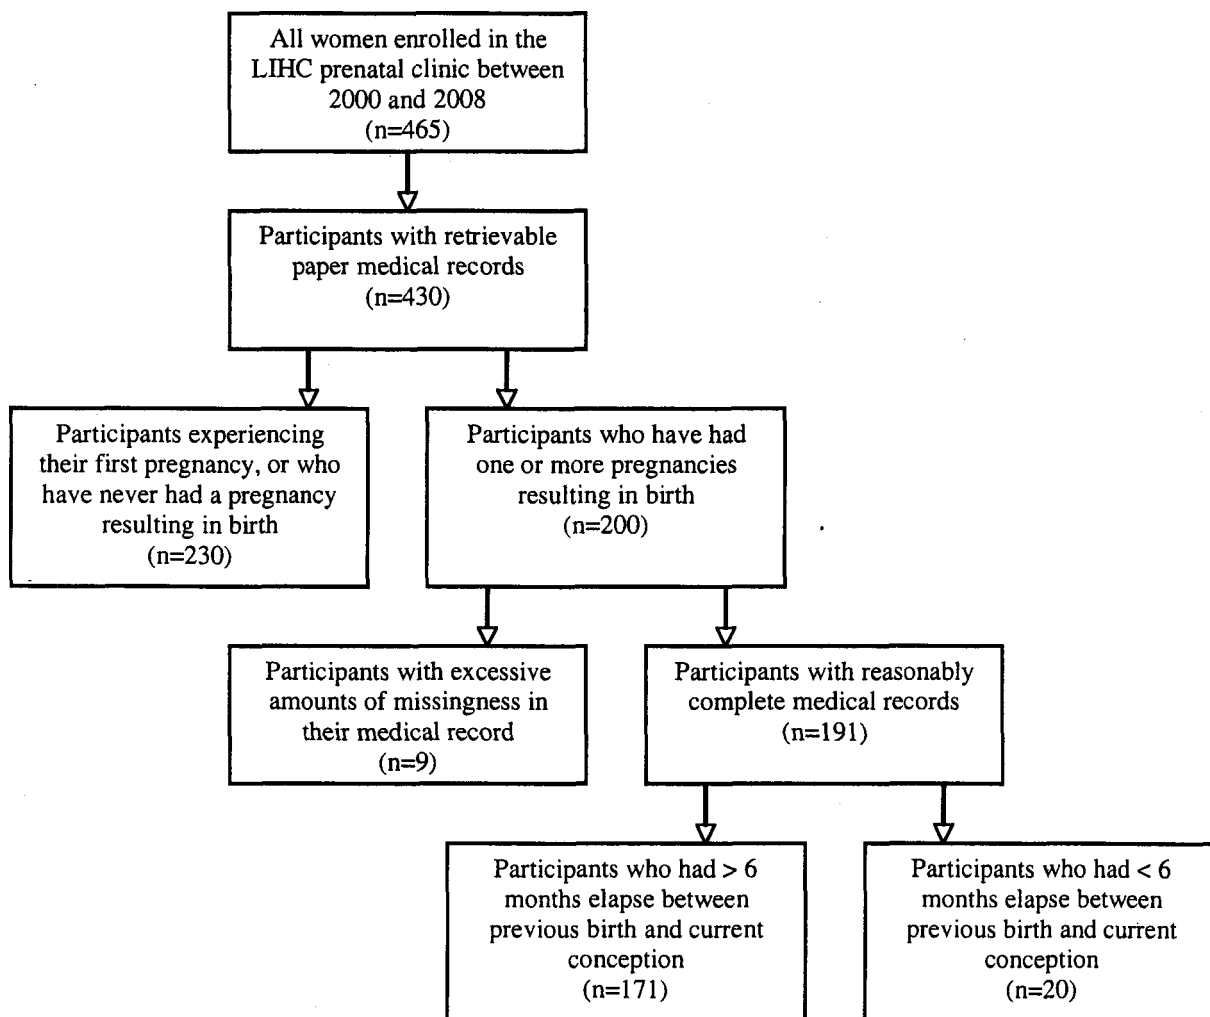 All women enrolled in the
LIHC prenatal clinic between
2000 and 2008
(n=465)
Participants with retrievable
paper medical records
(n=430)
Participants experiencing
their first pregnancy, or who
have never had a pregnancy
resulting in birth
(n=230)
Participants who have had
one or more pregnancies
resulting in birth
(n=200)
Participants with excessive
amounts of missingness in
their medical record
(n=9)
Participants with reasonably
complete medical records
(n=191)
Participants who had > 6
months elapse between
previous birth and current
conception
(n=171)
Participants who had < 6
months elapse between
previous birth and current
conception
(n=20)